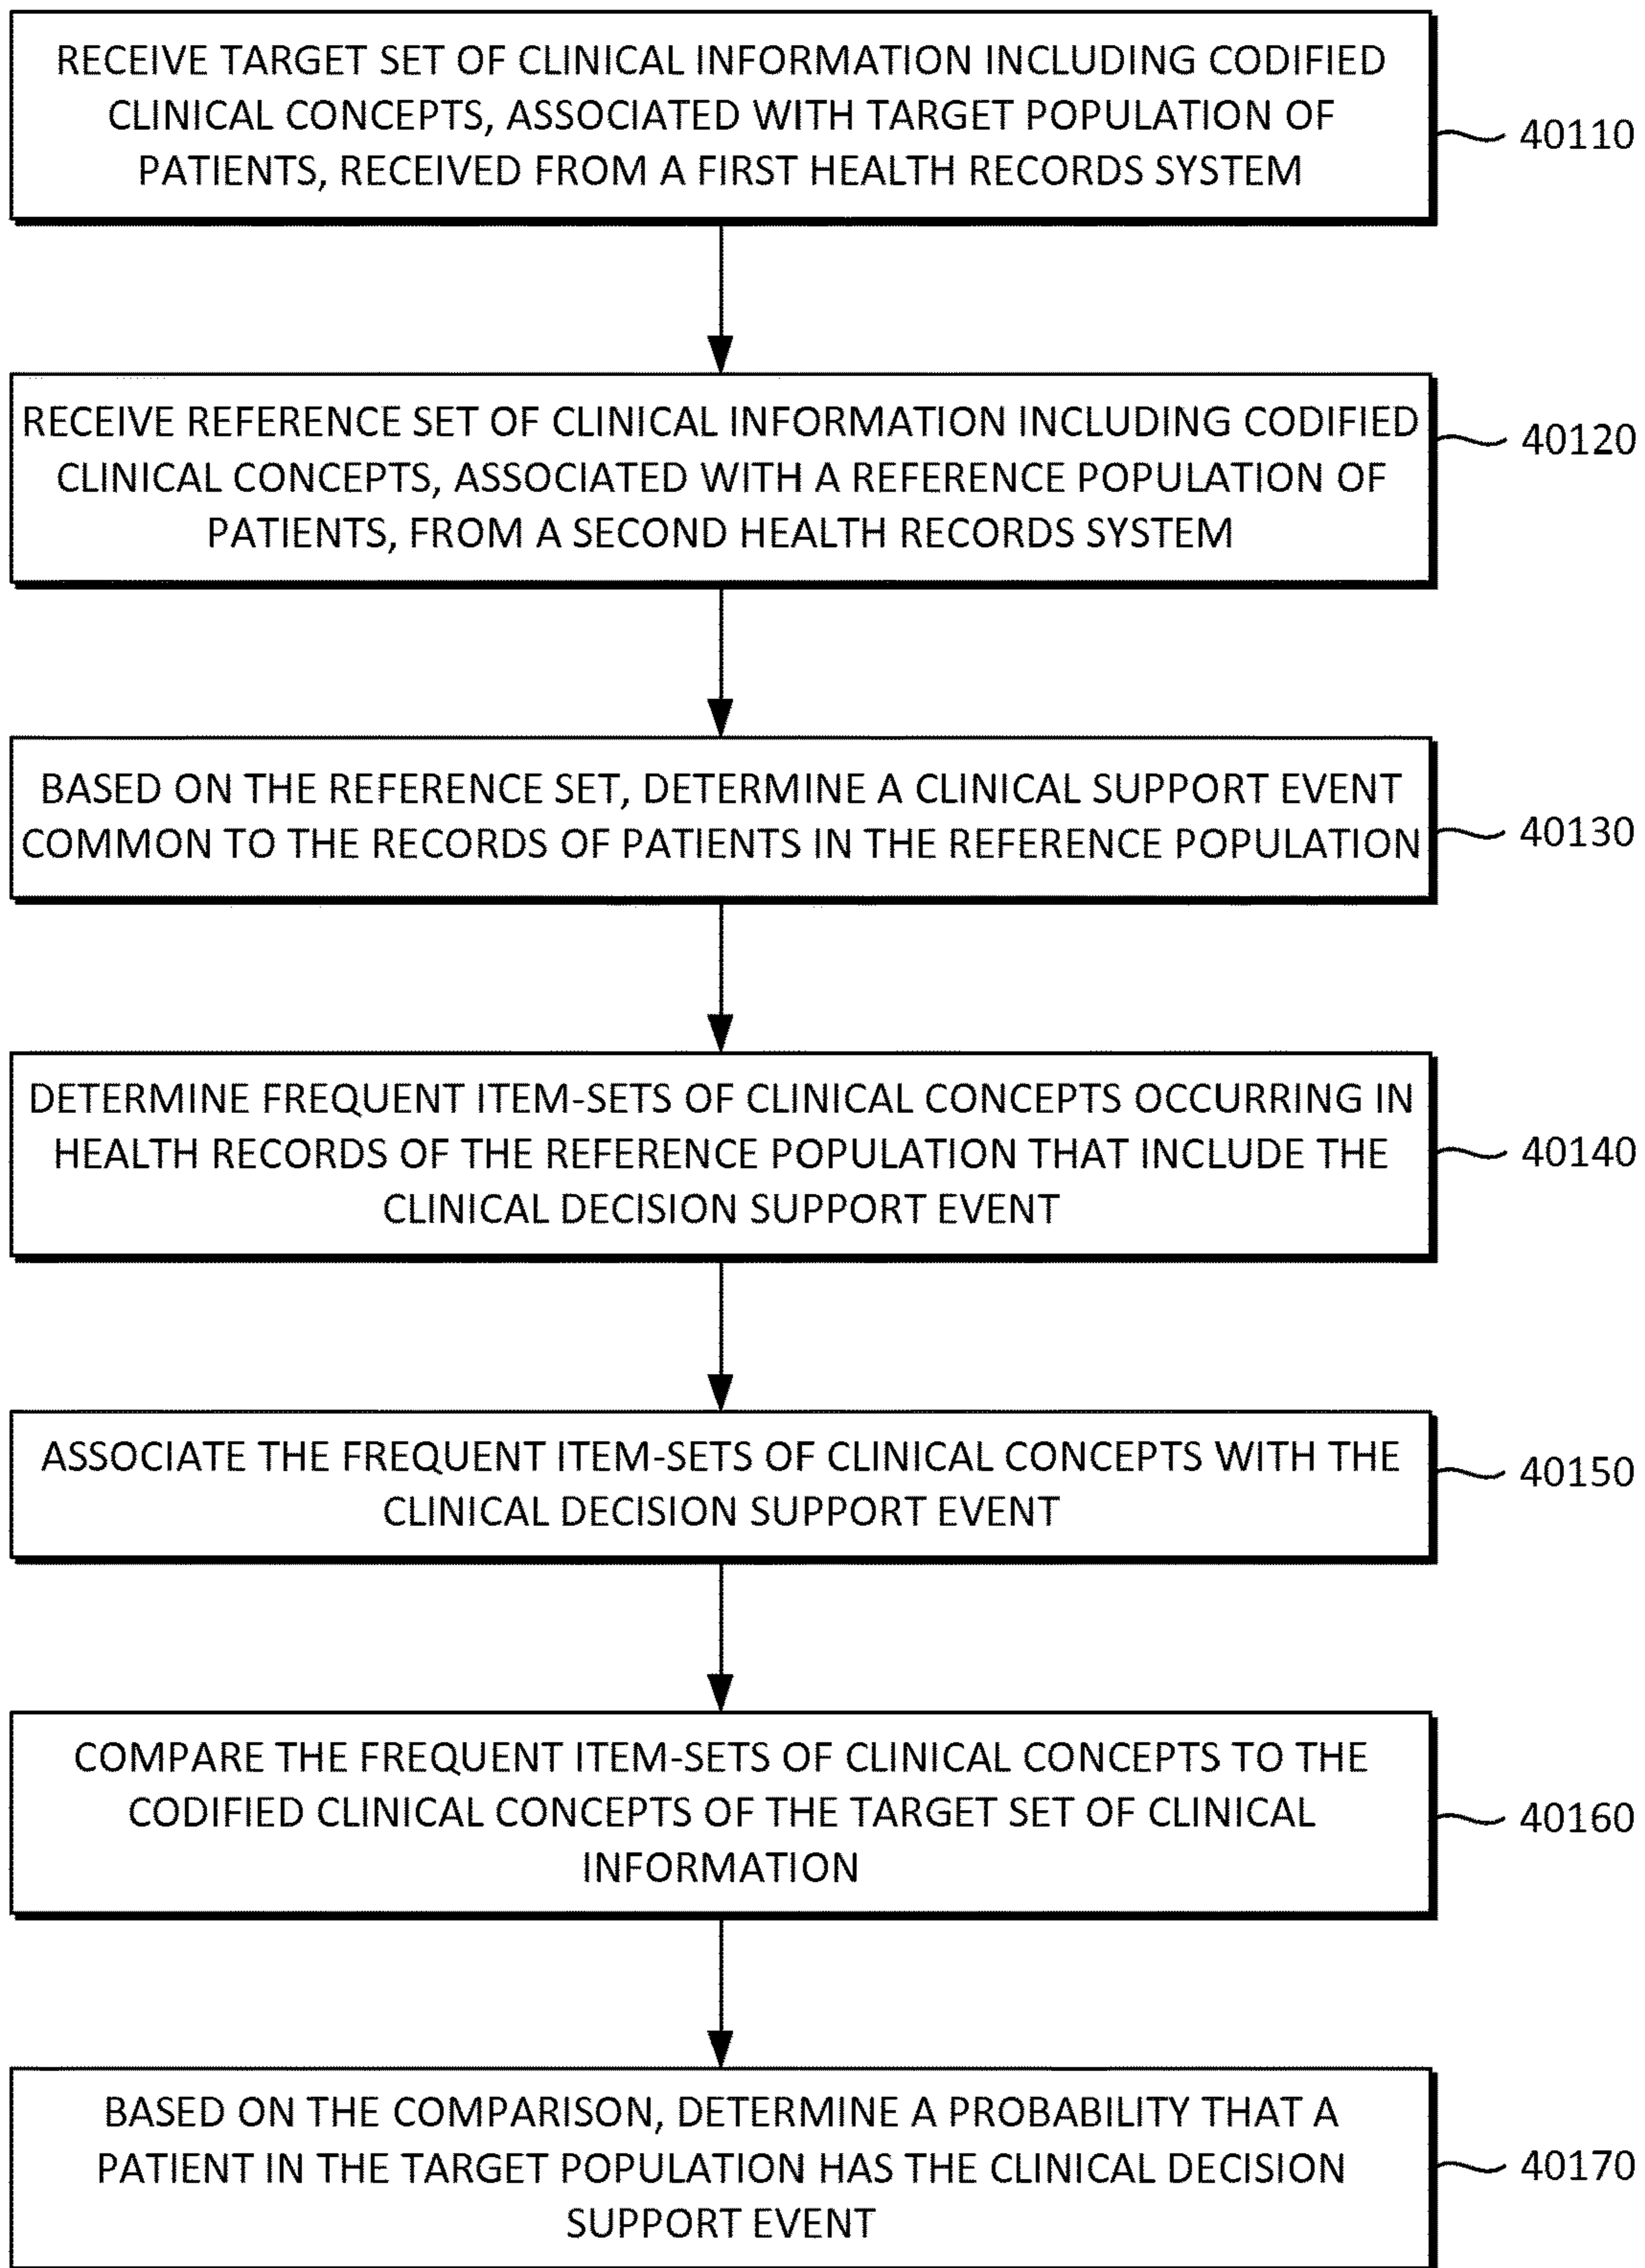 RECEIVE TARGET SET OF CLINICAL INFORMATION INCLUDING CODIFIED
CLINICAL CONCEPTS, ASSOCIATED WITH TARGET POPULATION OF
PATIENTS, RECEIVED FROM A FIRST HEALTH RECORDS SYSTEM
40110
RECEIVE REFERENCE SET OF CLINICAL INFORMATION INCLUDING CODIFIED
CLINICAL CONCEPTS, ASSOCIATED WITH A REFERENCE POPULATION OF
PATIENTS, FROM A SECOND HEALTH RECORDS SYSTEM
40120
BASED ON THE REFERENCE SET, DETERMINE A CLINICAL SUPPORT EVENT
COMMON TO THE RECORDS OF PATIENTS IN THE REFERENCE POPULATION
40130
DETERMINE FREQUENT ITEM-SETS OF CLINICAL CONCEPTS OCCURRING IN
HEALTH RECORDS OF THE REFERENCE POPULATION THAT INCLUDE THE
CLINICAL DECISION SUPPORT EVENT
40140
ASSOCIATE THE FREQUENT ITEM-SETS OF CLINICAL CONCEPTS WITH THE
CLINICAL DECISION SUPPORT EVENT
40150
COMPARE THE FREQUENT ITEM-SETS OF CLINICAL CONCEPTS TO THE
CODIFIED CLINICAL CONCEPTS OF THE TARGET SET OF CLINICAL
INFORMATION
40160
BASED ON THE COMPARISON, DETERMINE A PROBABILITY THAT A
PATIENT IN THE TARGET POPULATION HAS THE CLINICAL DECISION
SUPPORT EVENT
40170